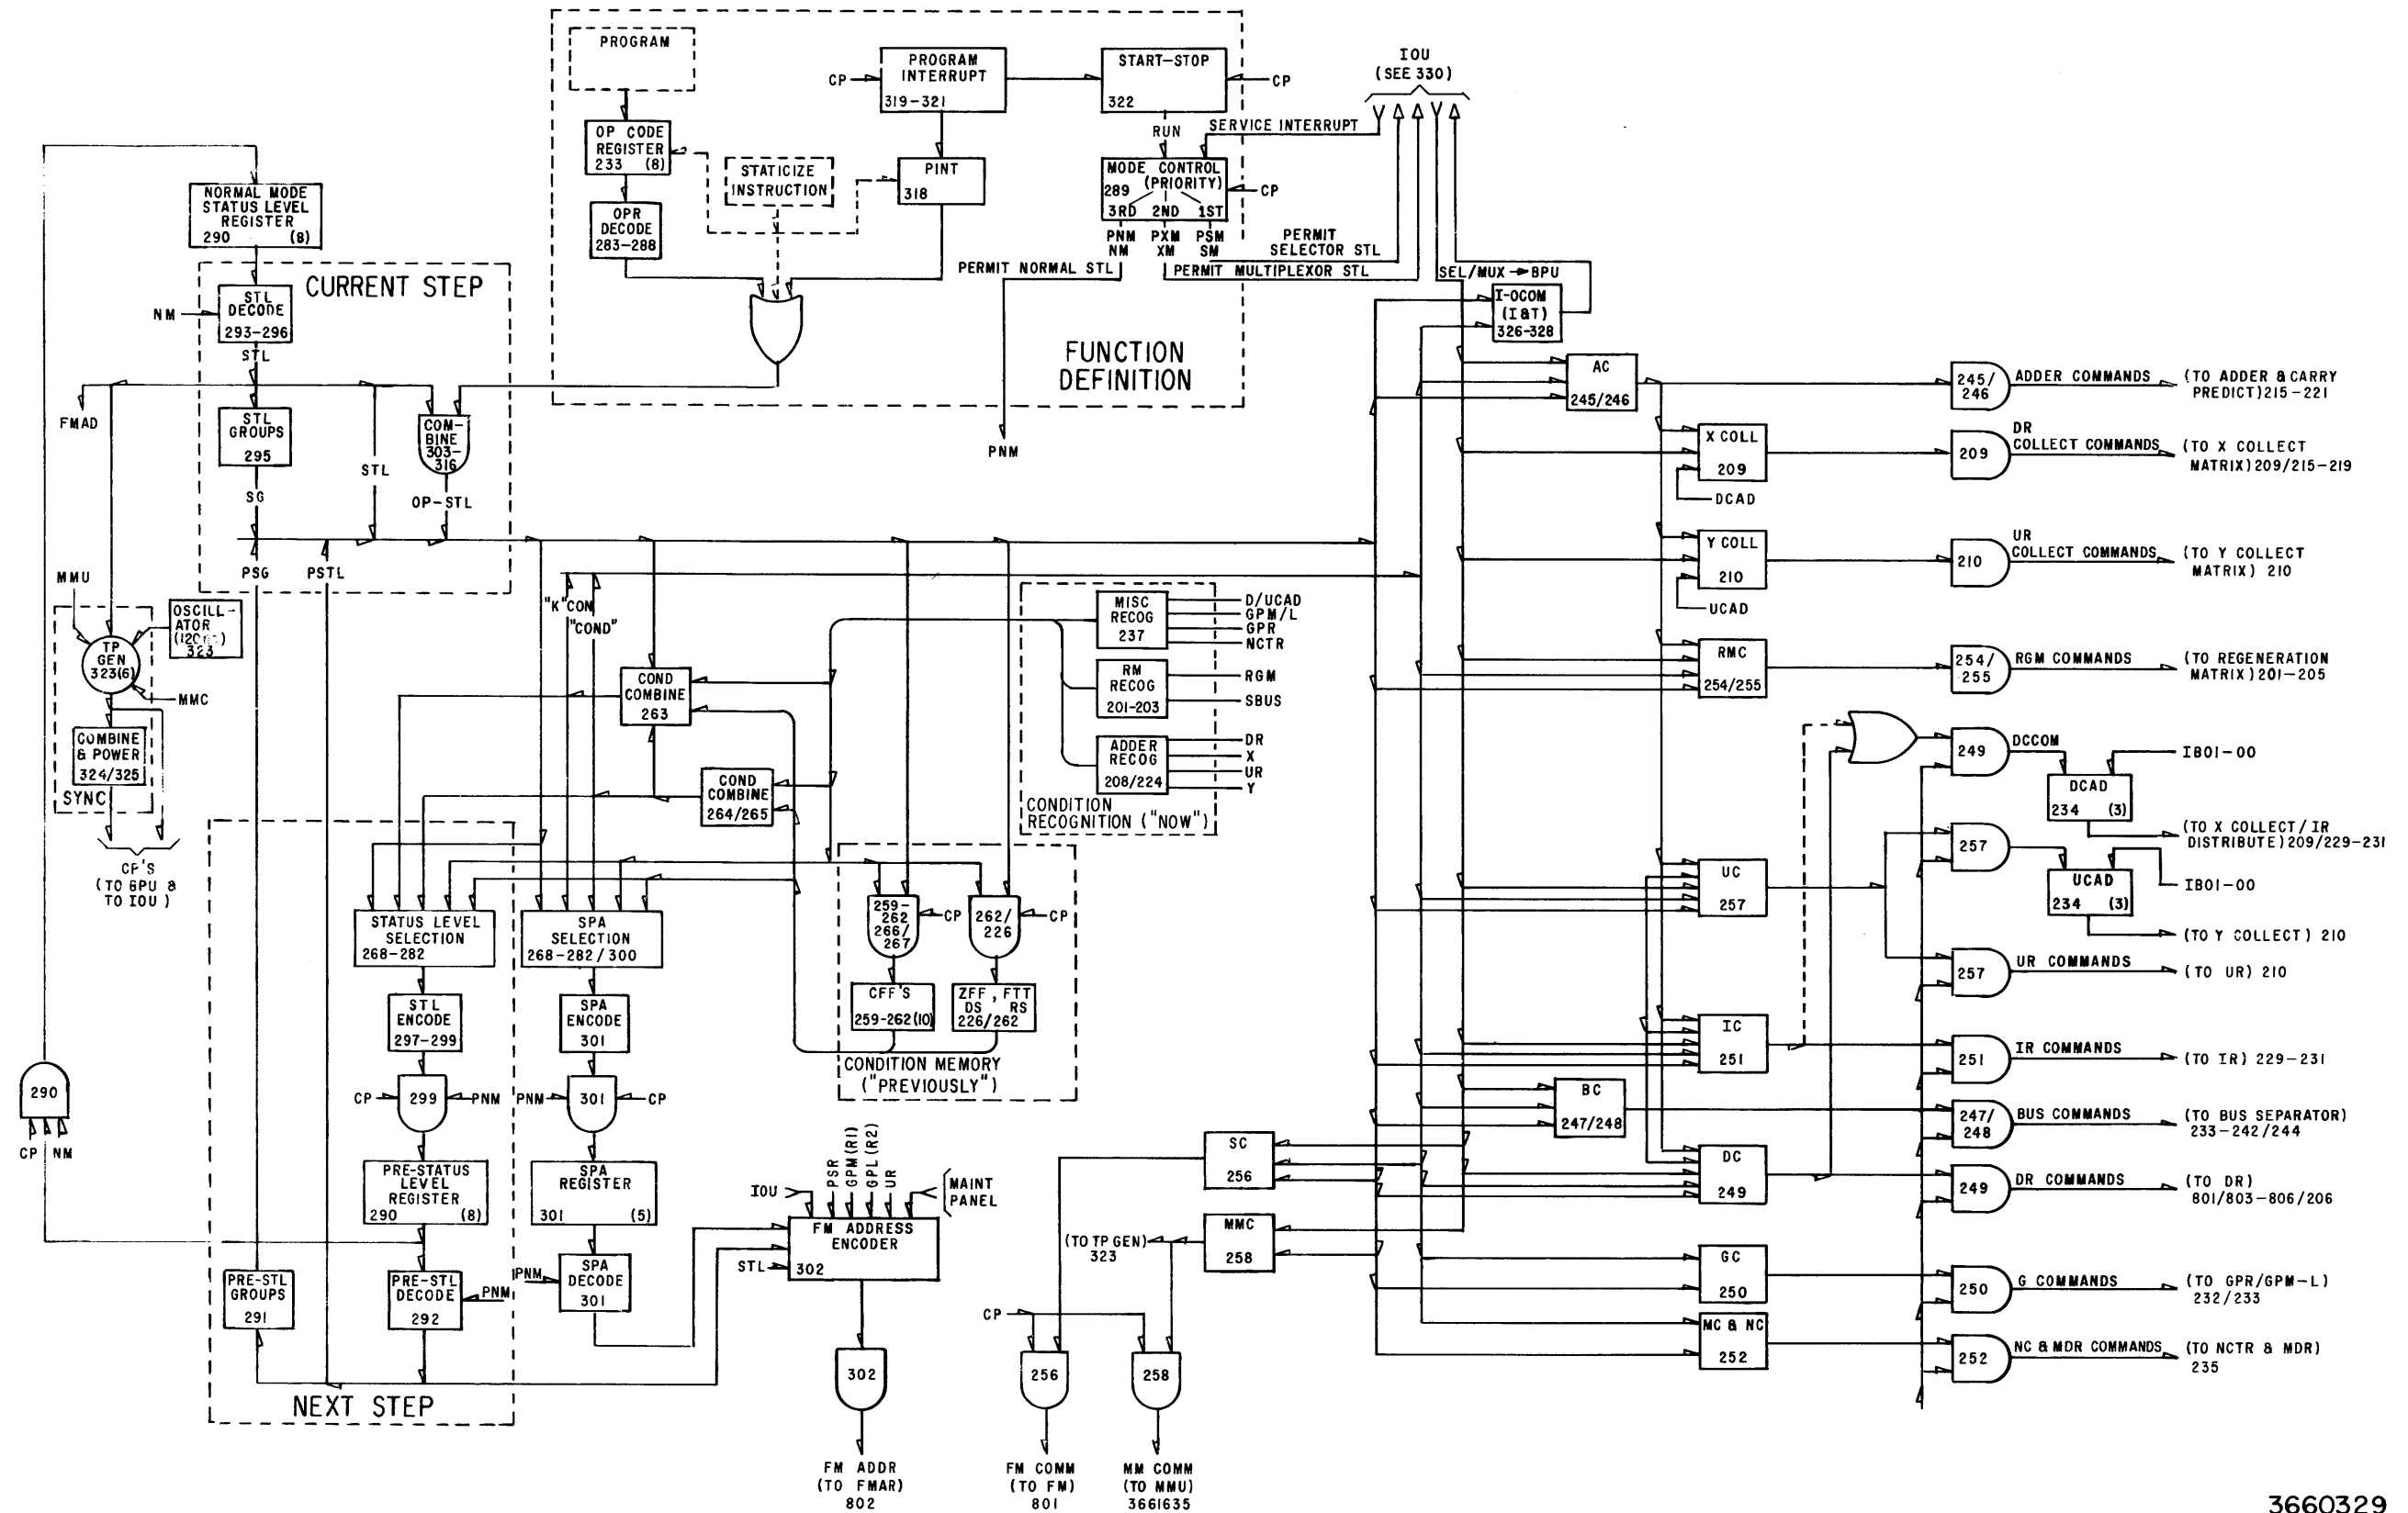 PROGRAM
OP CODE
REGISTER
233 (8)
OPR
DECODE
283-288
STATICIZE
INSTRUCTION
CP
PROGRAM
INTERRUPT
319-321
PINT
318
START-STOP
322
CP
RUN
SERVICE INTERRUPT
MODE CONTROL
(PRIORITY)
289
3RD 2ND 1ST
CP
PNM PXM PSM
NM XM SM
PERMIT
SELECTOR STL
PERMIT NORMAL STL
PERMIT MULTIPLEXOR STL
FUNCTION
DEFINITION
PNM
IOU
(SEE 330)
SEL/MUX → BPU
I-OCOM
(I&T)
326-328
NORMAL MODE
STATUS LEVEL
REGISTER
290 (8)
CURRENT STEP
NM
STL
DECODE
293-296
STL
FMAD
STL
GROUPS
295
SG
STL
COM-
BINE
303-
316
OP-STL
PSG
PSTL
MMU
OSCILL-
ATOR
323
TP
GEN
323(6)
MMC
COMBINE
& POWER
324/325
SYNC
CP'S
(TO BPU &
TO IOU)
"K"CON
"COND"
COND
COMBINE
263
COND
COMBINE
264/265
MISC
RECOG
237
D/UCAD
GPM/L
GPR
NCTR
RM
RECOG
201-203
RGM
SBUS
ADDER
RECOG
208/224
DR
X
UR
Y
CONDITION
RECOGNITION ("NOW")
259-
262
266/
267
CP
262/
226
CP
CFF'S
259-262(10)
ZFF, FTT
DS RS
226/262
CONDITION MEMORY
("PREVIOUSLY")
STATUS LEVEL
SELECTION
268-282
SPA
SELECTION
268-282/300
STL
ENCODE
297-299
SPA
ENCODE
301
CP
299
PNM
PNM
301
CP
PRE-STATUS
LEVEL
REGISTER
290 (8)
SPA
REGISTER
301 (5)
290
CP NM
PRE-STL
GROUPS
291
PRE-STL
DECODE
292
PNM
PNM
SPA
DECODE
301
NEXT STEP
IOU
PSR
GPM(R1)
GPL(R2)
UR
MAINT
PANEL
FM ADDRESS
ENCODER
302
STL
302
FM ADDR
(TO FMAR)
802
SC
256
MMC
258
(TO TP GEN)
323
CP
256
258
FM COMM
(TO FM)
801
MM COMM
(TO MMU)
3661635
AC
245/246
245/
246
ADDER COMMANDS
(TO ADDER & CARRY
PREDICT) 215-221
X COLL
209
DCAD
209
DR
COLLECT COMMANDS
(TO X COLLECT
MATRIX) 209/215-219
Y COLL
210
UCAD
210
UR
COLLECT COMMANDS
(TO Y COLLECT
MATRIX) 210
RMC
254/255
254/
255
RGM COMMANDS
(TO REGENERATION
MATRIX) 201-205
249
DCCOM
IB01-00
DCAD
234 (3)
(TO X COLLECT/IR
DISTRIBUTE) 209/229-231
UC
257
257
IB01-00
UCAD
234 (3)
(TO Y COLLECT) 210
257
UR COMMANDS
(TO UR) 210
IC
251
251
IR COMMANDS
(TO IR) 229-231
BC
247/248
247/
248
BUS COMMANDS
(TO BUS SEPARATOR)
233-242/244
DC
249
249
DR COMMANDS
(TO DR)
801/803-806/206
GC
250
250
G COMMANDS
(TO GPR/GPM-L)
232/233
MC & NC
252
252
NC & MDR COMMANDS
(TO NCTR & MDR)
235
3660329